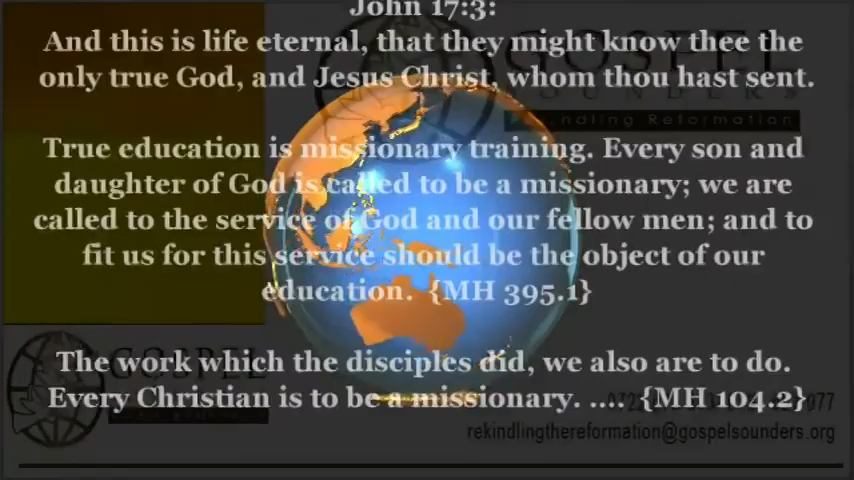 John 17:3:
And this is life eternal, that they might know thee the
only true God, and Jesus Christ, whom thou hast sent.
True education is missionary training. Every son and
daughter of God is called to be a missionary; we are
called to the service of God and our fellow men; and to
fit us for this service should be the object of our
education. {MH 395.1}
The work which the disciples did, we also are to do.
Every Christian is to be a missionary. .... {MH 104.2}
GOSPEL
SOUNDERS
Rekindling Reformation
GOSPEL
rekindlingthereformation@gospelsounders.org